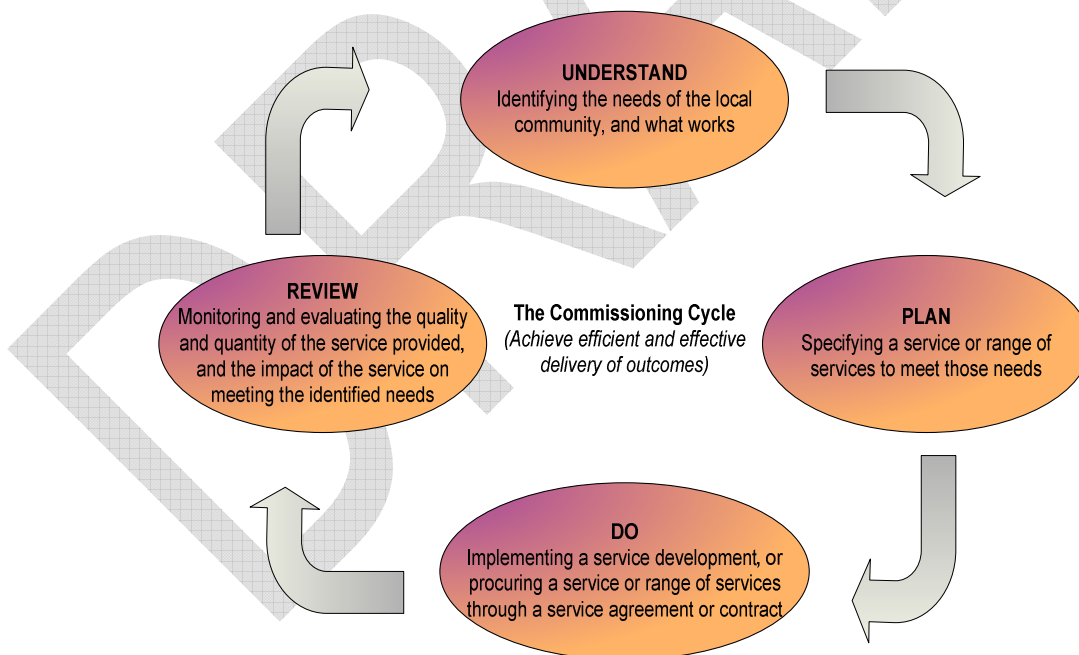 UNDERSTAND
Identifying the needs of the local
community, and what works
REVIEW
Monitoring and evaluating the quality
and quantity of the service provided,
and the impact of the service on
meeting the identified needs
The Commissioning Cycle
(Achieve efficient and effective
delivery of outcomes)
PLAN
Specifying a service or range of
services to meet those needs
DO
Implementing a service development, or
procuring a service or range of services
through a service agreement or contract